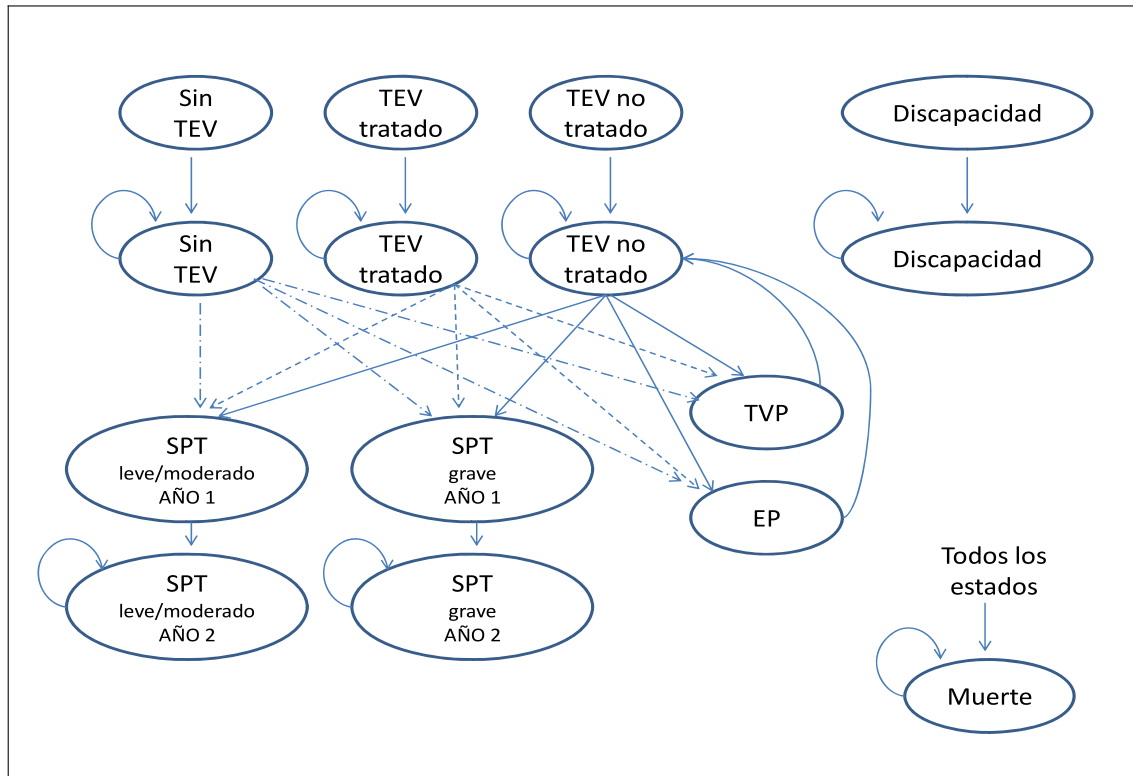 Sin
TEV
TEV
tratado
TEV no
tratado
Discapacidad
Sin
TEV
TEV
tratado
TEV no
tratado
Discapacidad
TVP
SPT
leve/moderado
AÑO 1
SPT
grave
AÑO 1
EP
SPT
leve/moderado
AÑO 2
SPT
grave
AÑO 2
Todos los
estados
Muerte